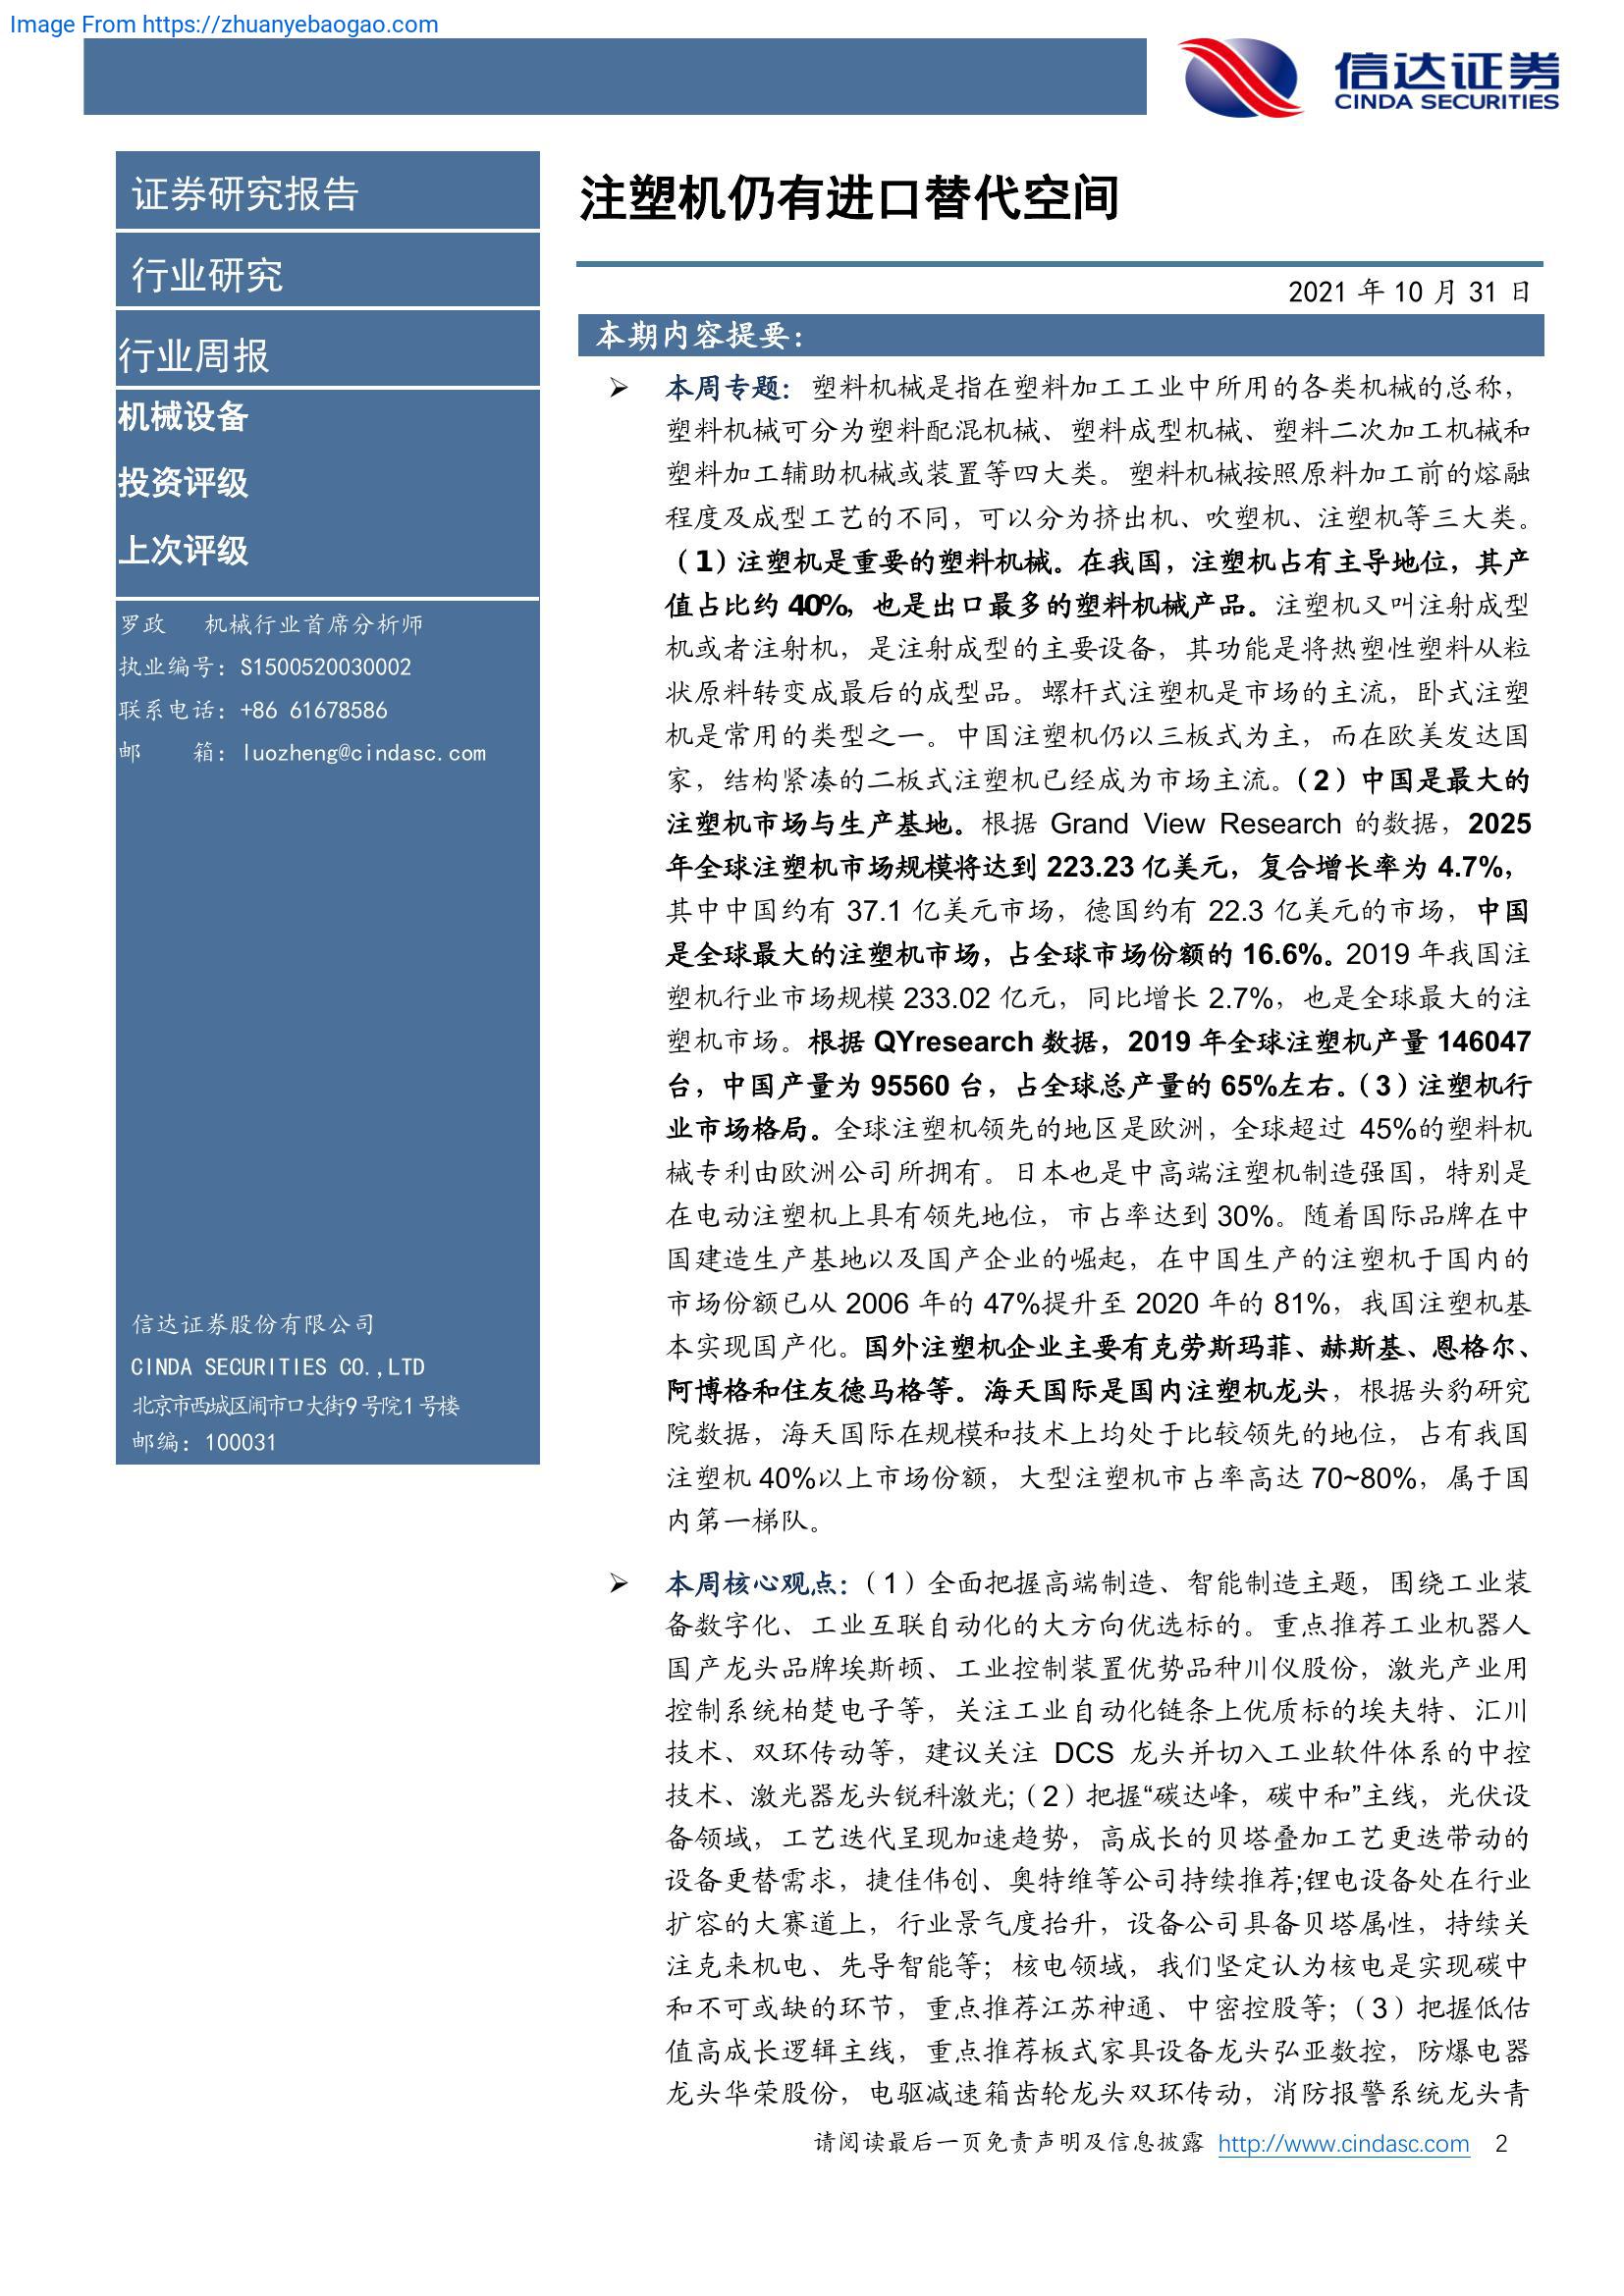 Image From https://zhuanyebaogao.com
信达证券
CINDA SECURITIES
证券研究报告
行业研究
行业周报
机械设备
投资评级
上次评级
罗政 机械行业首席分析师
执业编号：S1500520030002
联系电话：+86 61678586
邮 箱：luozheng@cindasc.com
信达证券股份有限公司
CINDA SECURITIES CO.,LTD
北京市西城区闹市口大街9号院1号楼
邮编：100031
注塑机仍有进口替代空间
2021 年 10 月 31 日
本期内容提要：
➢ 本周专题：塑料机械是指在塑料加工工业中所用的各类机械的总称，
塑料机械可分为塑料配混机械、塑料成型机械、塑料二次加工机械和
塑料加工辅助机械或装置等四大类。塑料机械按照原料加工前的熔融
程度及成型工艺的不同，可以分为挤出机、吹塑机、注塑机等三大类。
（1）注塑机是重要的塑料机械。在我国，注塑机占有主导地位，其产
值占比约 40%，也是出口最多的塑料机械产品。注塑机又叫注射成型
机或者注射机，是注射成型的主要设备，其功能是将热塑性塑料从粒
状原料转变成最后的成型品。螺杆式注塑机是市场的主流，卧式注塑
机是常用的类型之一。中国注塑机仍以三板式为主，而在欧美发达国
家，结构紧凑的二板式注塑机已经成为市场主流。（2）中国是最大的
注塑机市场与生产基地。根据 Grand View Research 的数据，2025
年全球注塑机市场规模将达到 223.23 亿美元，复合增长率为 4.7%，
其中中国约有 37.1 亿美元市场，德国约有 22.3 亿美元的市场，中国
是全球最大的注塑机市场，占全球市场份额的 16.6%。2019 年我国注
塑机行业市场规模 233.02 亿元，同比增长 2.7%，也是全球最大的注
塑机市场。根据 QYresearch 数据，2019 年全球注塑机产量 146047
台，中国产量为 95560 台，占全球总产量的 65%左右。（3）注塑机行
业市场格局。全球注塑机领先的地区是欧洲，全球超过 45%的塑料机
械专利由欧洲公司所拥有。日本也是中高端注塑机制造强国，特别是
在电动注塑机上具有领先地位，市占率达到 30%。随着国际品牌在中
国建造生产基地以及国产企业的崛起，在中国生产的注塑机于国内的
市场份额已从 2006 年的 47%提升至 2020 年的 81%，我国注塑机基
本实现国产化。国外注塑机企业主要有克劳斯玛菲、赫斯基、恩格尔、
阿博格和住友德马格等。海天国际是国内注塑机龙头，根据头豹研究
院数据，海天国际在规模和技术上均处于比较领先的地位，占有我国
注塑机 40%以上市场份额，大型注塑机市占率高达 70~80%，属于国
内第一梯队。
➢ 本周核心观点：（1）全面把握高端制造、智能制造主题，围绕工业装
备数字化、工业互联自动化的大方向优选标的。重点推荐工业机器人
国产龙头品牌埃斯顿、工业控制装置优势品种川仪股份，激光产业用
控制系统柏楚电子等，关注工业自动化链条上优质标的埃夫特、汇川
技术、双环传动等，建议关注 DCS 龙头并切入工业软件体系的中控
技术、激光器龙头锐科激光;（2）把握“碳达峰，碳中和”主线，光伏设
备领域，工艺迭代呈现加速趋势，高成长的贝塔叠加工艺更迭带动的
设备更替需求，捷佳伟创、奥特维等公司持续推荐;锂电设备处在行业
扩容的大赛道上，行业景气度抬升，设备公司具备贝塔属性，持续关
注克来机电、先导智能等；核电领域，我们坚定认为核电是实现碳中
和不可或缺的环节，重点推荐江苏神通、中密控股等；（3）把握低估
值高成长逻辑主线，重点推荐板式家具设备龙头弘亚数控，防爆电器
龙头华荣股份，电驱减速箱齿轮龙头双环传动，消防报警系统龙头青
请阅读最后一页免责声明及信息披露 http://www.cindasc.com 2